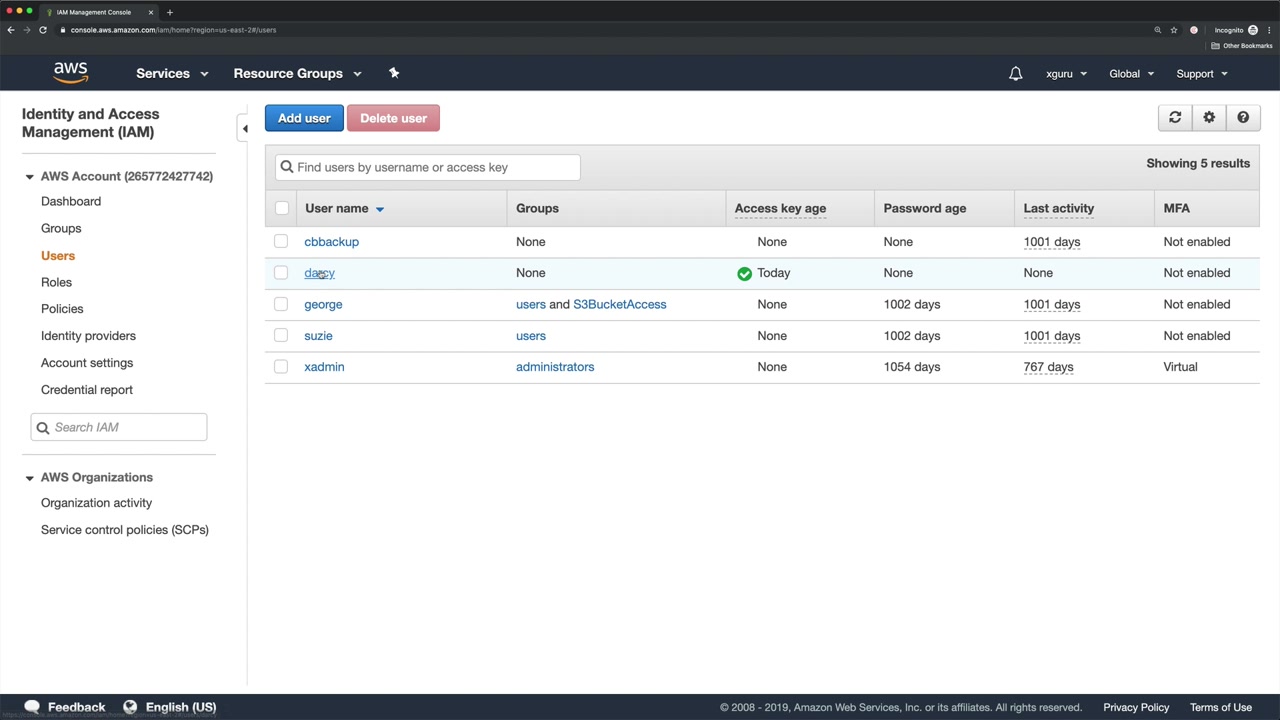 IAM Management Console
console.aws.amazon.com/iam/home?region=us-east-2#/users
Incognito
Other Bookmarks
aws
Services
Resource Groups
xguru
Global
Support
Identity and Access
Management (IAM)
AWS Account (265772427742)
Dashboard
Groups
Users
Roles
Policies
Identity providers
Account settings
Credential report
Search IAM
AWS Organizations
Organization activity
Service control policies (SCPs)
Add user
Delete user
Find users by username or access key
Showing 5 results
User name Groups Access key age Password age Last activity MFA
cbbackup None None None 1001 days Not enabled
darcy None Today None None Not enabled
george users and S3BucketAccess None 1002 days 1001 days Not enabled
suzie users None 1002 days 1001 days Not enabled
xadmin administrators None 1054 days 767 days Virtual
Feedback
English (US)
© 2008 - 2019, Amazon Web Services, Inc. or its affiliates. All rights reserved.
Privacy Policy
Terms of Use